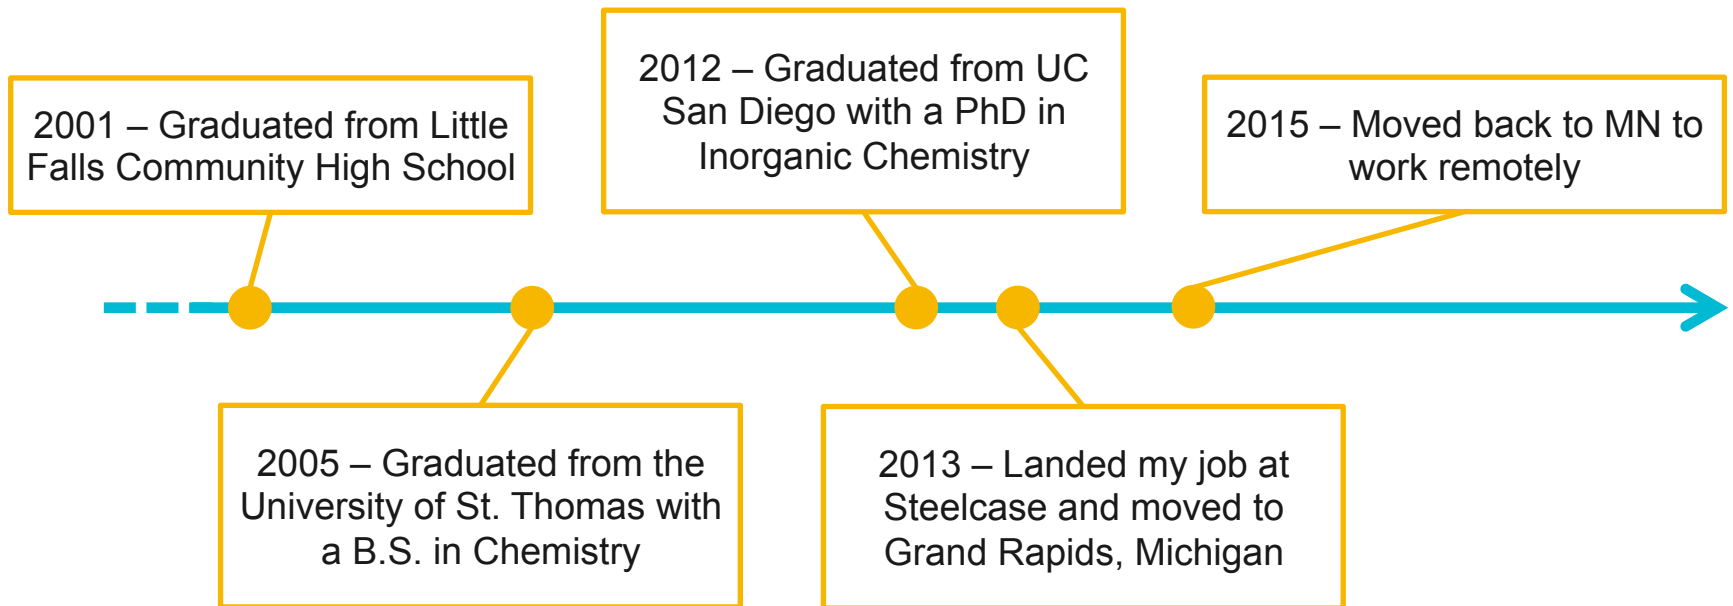 2001 – Graduated from Little
Falls Community High School
2005 – Graduated from the
University of St. Thomas with
a B.S. in Chemistry
2012 – Graduated from UC
San Diego with a PhD in
Inorganic Chemistry
2013 – Landed my job at
Steelcase and moved to
Grand Rapids, Michigan
2015 – Moved back to MN to
work remotely